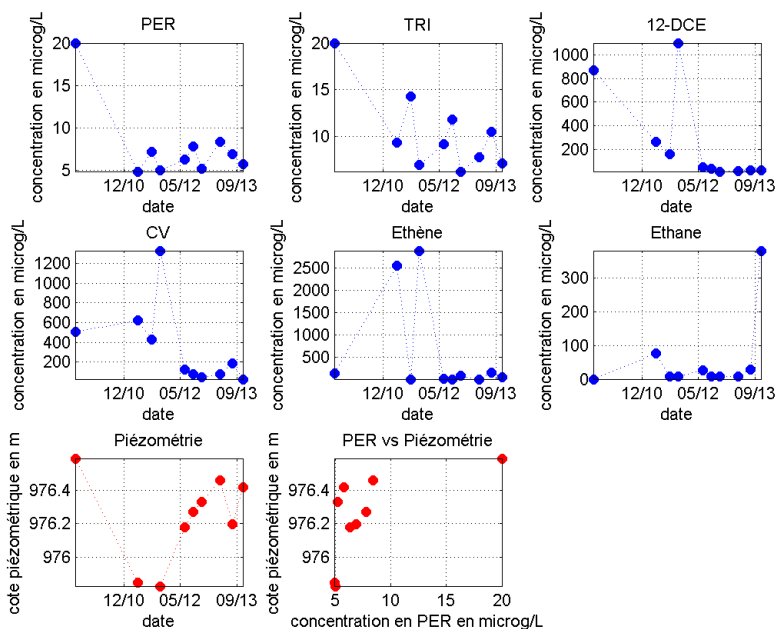 PER
concentration en microg/L
20
15
10
5
12/10 05/12 09/13
date
TRI
concentration en microg/L
20
15
10
12/10 05/12 09/13
date
12-DCE
concentration en microg/L
1000
800
600
400
200
12/10 05/12 09/13
date
CV
concentration en microg/L
1200
1000
800
600
400
200
12/10 05/12 09/13
date
Ethène
concentration en microg/L
2500
2000
1500
1000
500
12/10 05/12 09/13
date
Ethane
concentration en microg/L
300
200
100
0
12/10 05/12 09/13
date
Piézométrie
cote piézométrique en m
976.4
976.2
976
12/10 05/12 09/13
date
PER vs Piézométrie
cote piézométrique en m
976.4
976.2
976
5 10 15 20
concentration en PER en microg/L